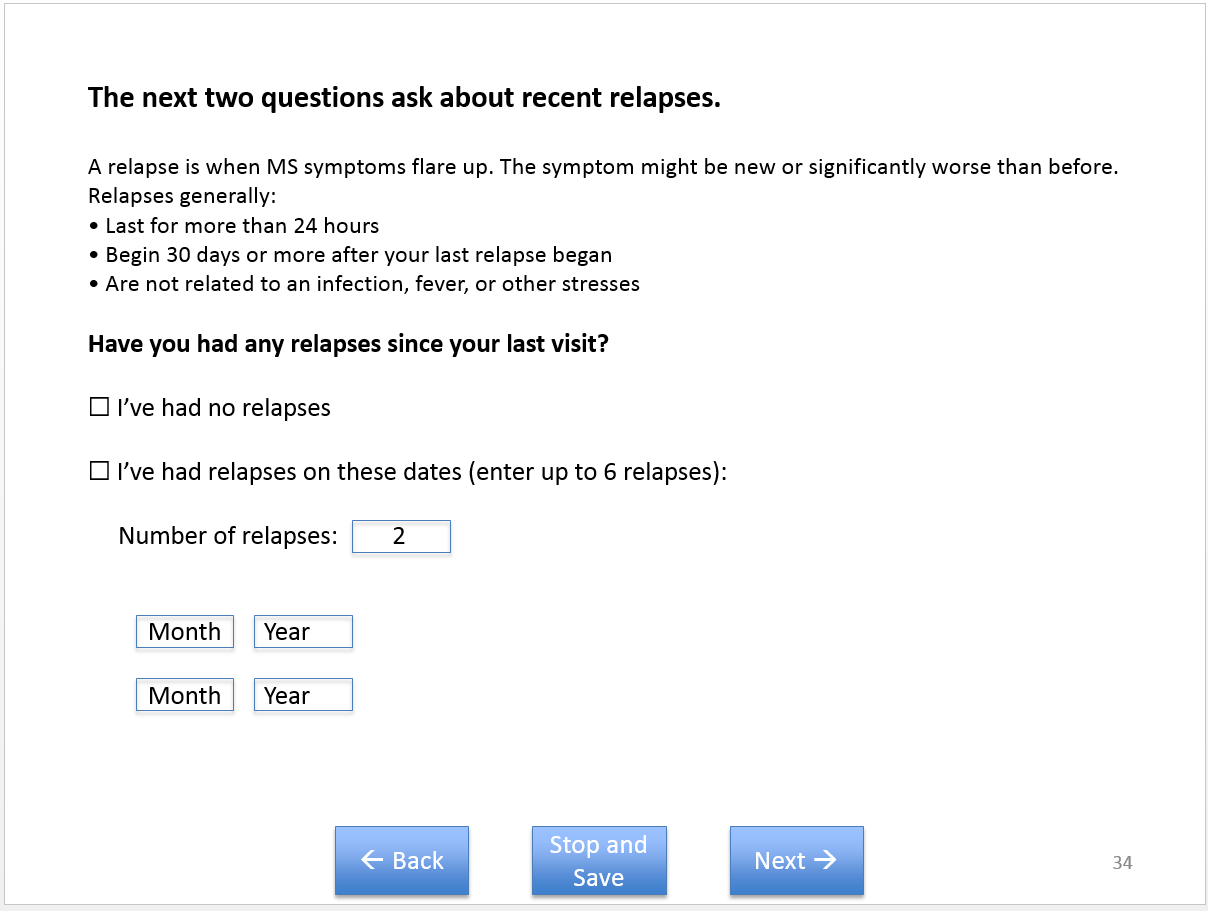 The next two questions ask about recent relapses.
A relapse is when MS symptoms flare up. The symptom might be new or significantly worse than before.
Relapses generally:
• Last for more than 24 hours
• Begin 30 days or more after your last relapse began
• Are not related to an infection, fever, or other stresses
Have you had any relapses since your last visit?
☐ I’ve had no relapses
☐ I’ve had relapses on these dates (enter up to 6 relapses):
Number of relapses: 2
Month Year
Month Year
← Back
Stop and
Save
Next →
34